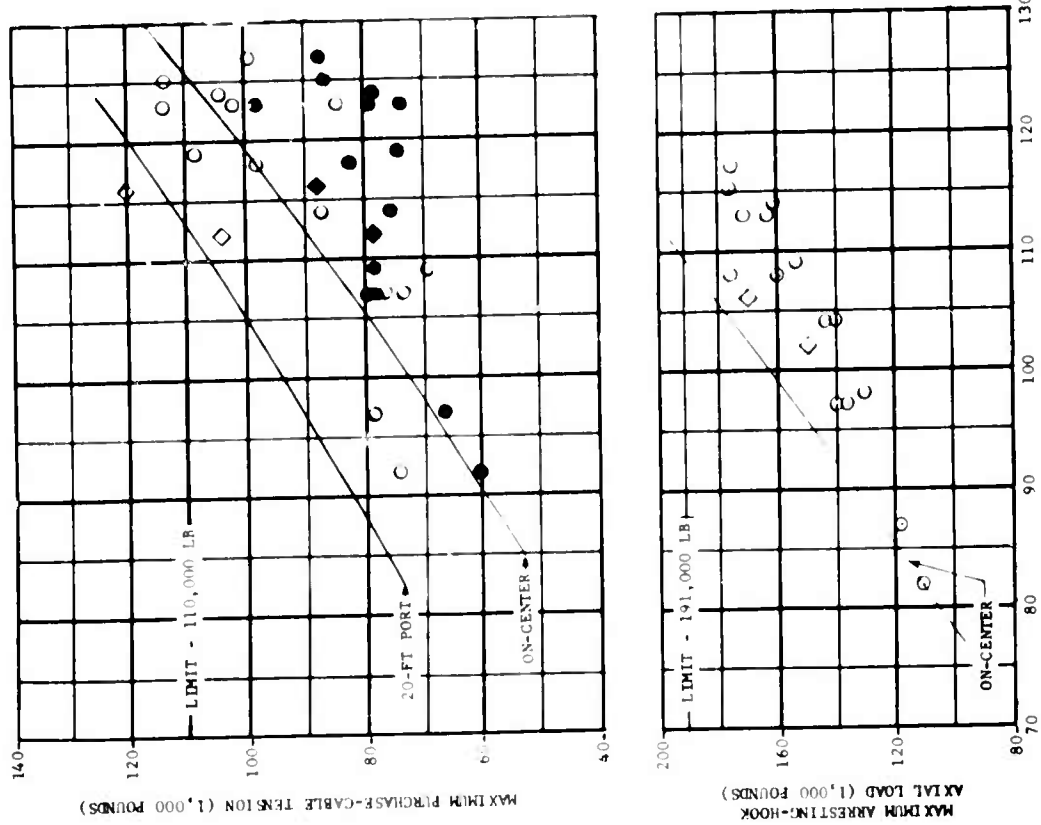 MAXIMUM PURCHASE-CABLE TENSION (1,000 POUNDS)
140
120
100
80
60
40
LIMIT - 110,000 LB
20-FT PORT
ON-CENTER
MAXIMUM ARRESTING-HOOK
AXIAL LOAD (1,000 POUNDS)
200
160
120
80
LIMIT - 191,000 LB
ON-CENTER
70
80
90
100
110
120
130